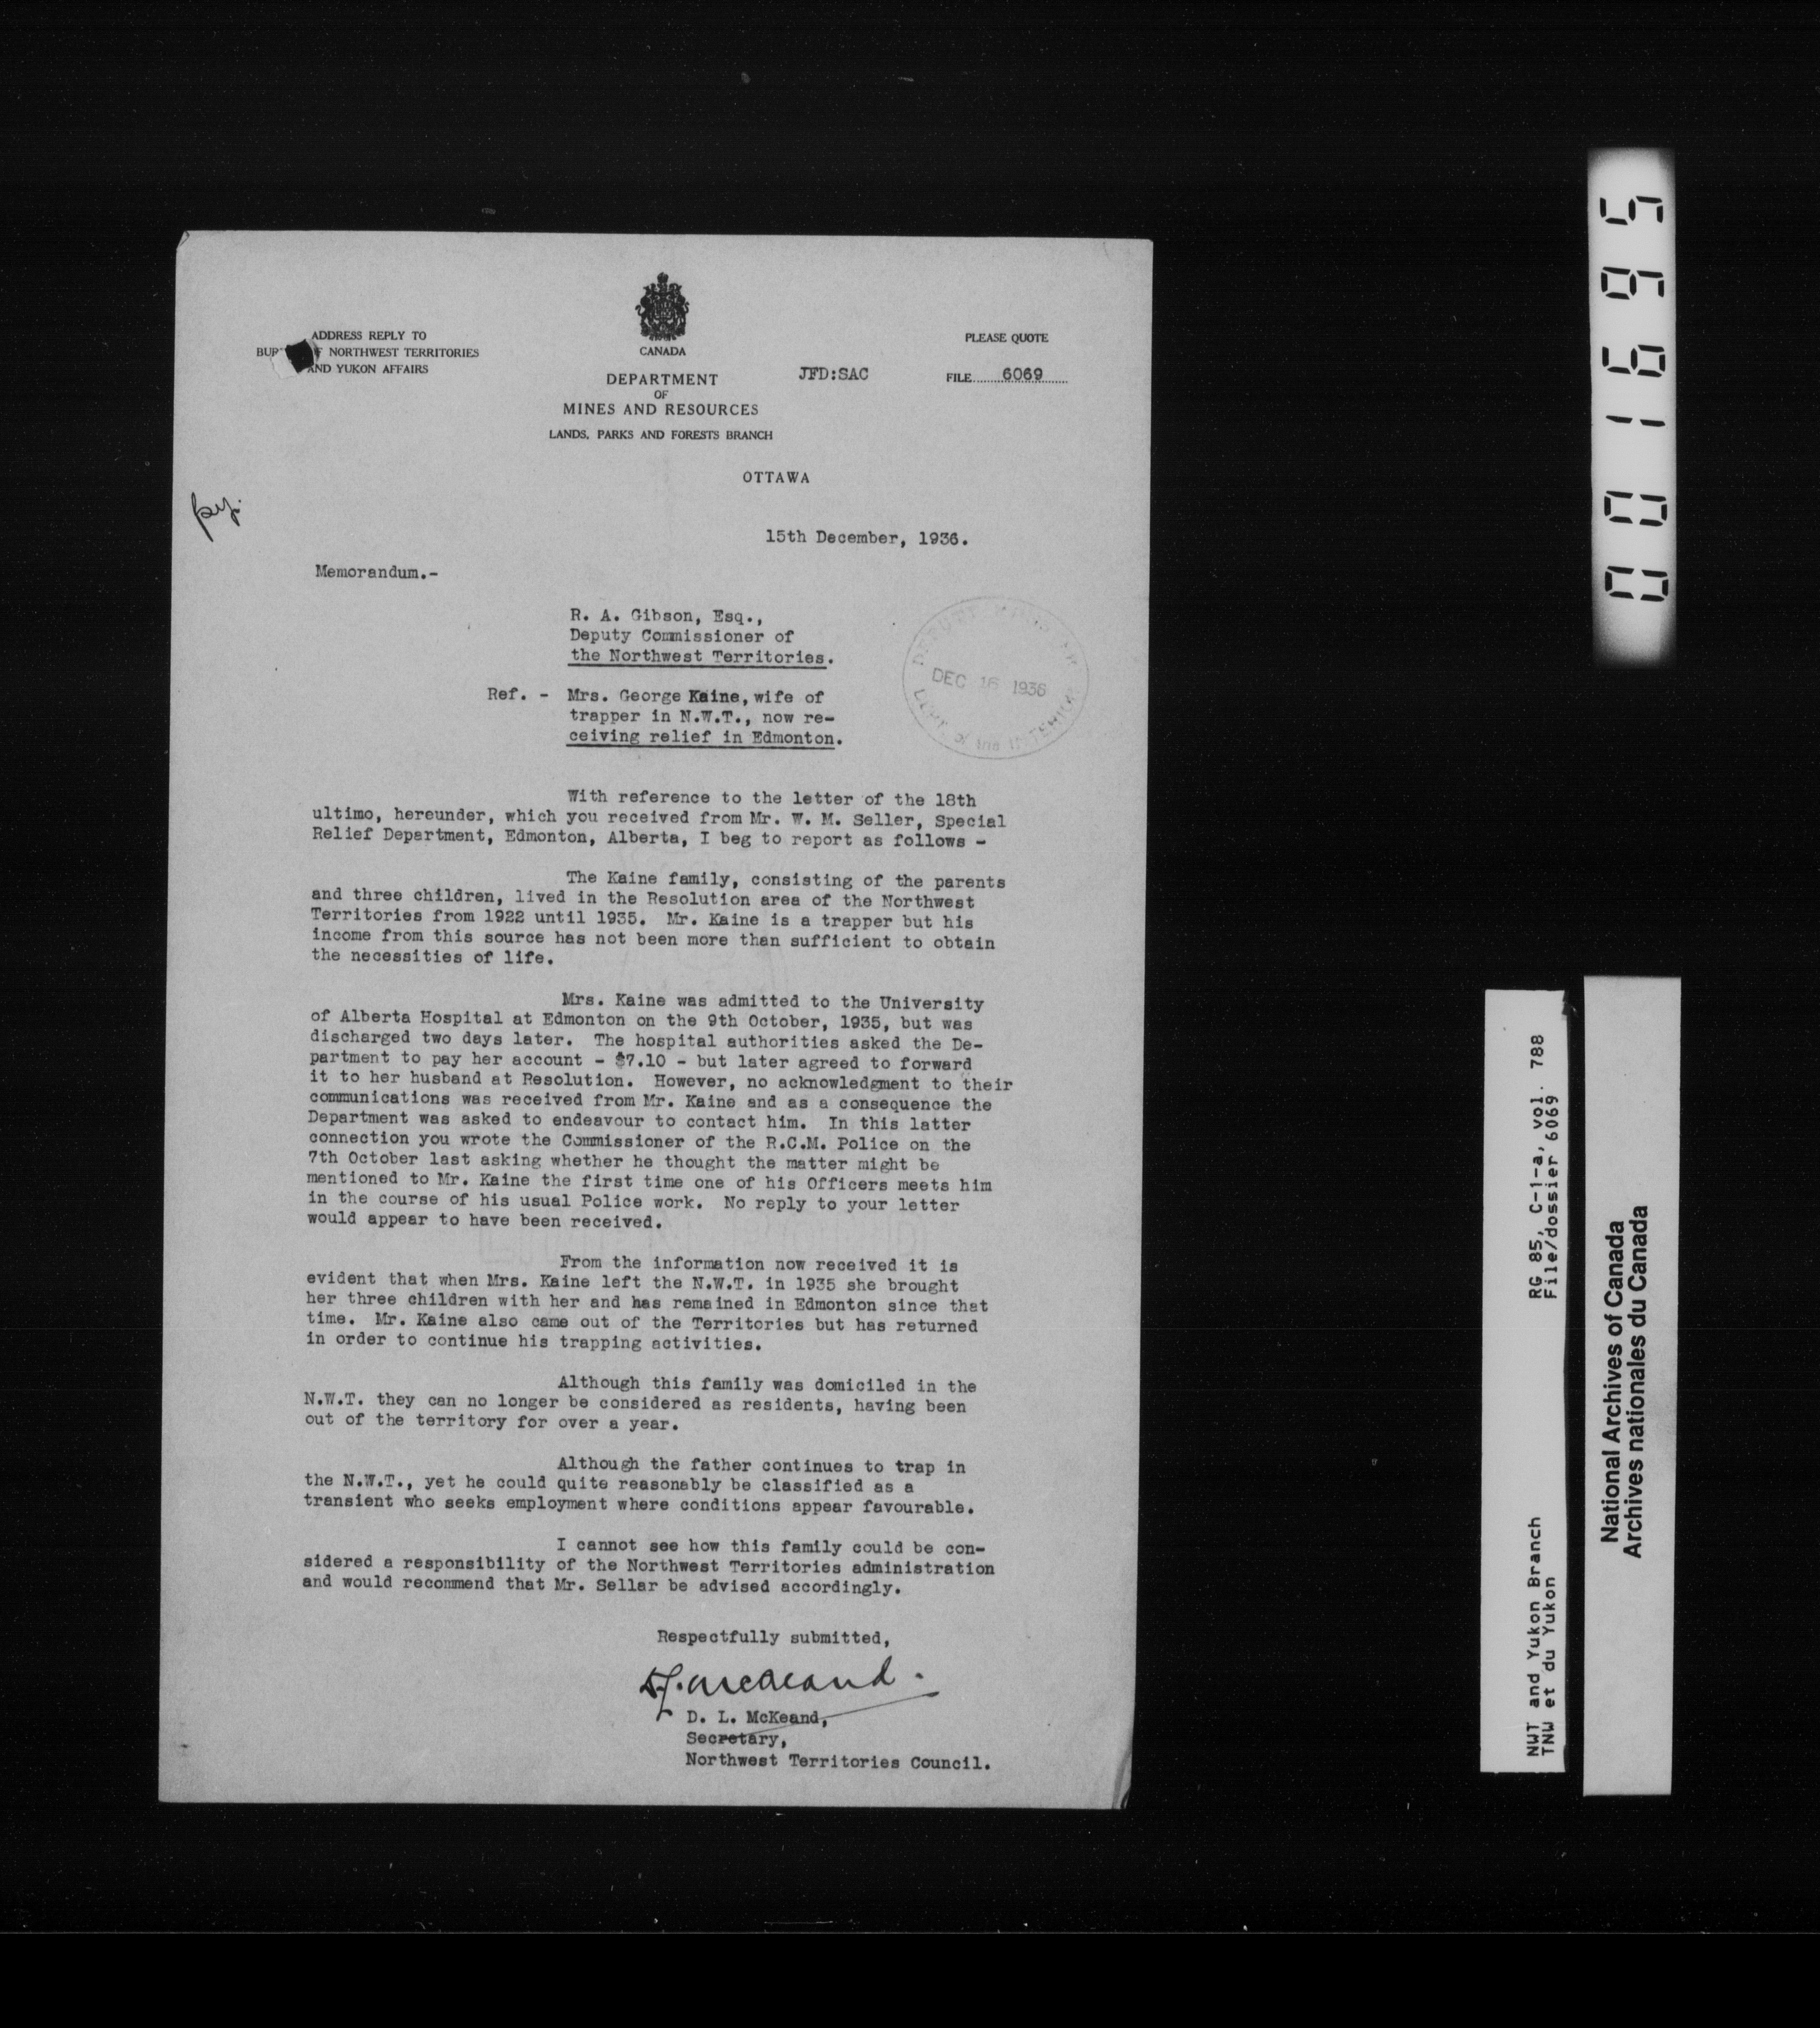 ADDRESS REPLY TO
NORTHWEST TERRITORIES
AND YUKON AFFAIRS
CANADA
DEPARTMENT
OF
MINES AND RESOURCES
LANDS, PARKS AND FORESTS BRANCH
JFD:SAC
PLEASE QUOTE
FILE 6069
OTTAWA
15th December, 1936.
Memorandum.-
R. A. Gibson, Esq.,
Deputy Commissioner of
the Northwest Territories.
DEPUTY MINISTER
DEC 16 1936
of the INTERIOR
Ref. - Mrs. George Kaine, wife of
trapper in N.W.T., now re-
ceiving relief in Edmonton.
With reference to the letter of the 18th
ultimo, hereunder, which you received from Mr. W. M. Seller, Special
Relief Department, Edmonton, Alberta, I beg to report as follows -
The Kaine family, consisting of the parents
and three children, lived in the Resolution area of the Northwest
Territories from 1922 until 1935. Mr. Kaine is a trapper but his
income from this source has not been more than sufficient to obtain
the necessities of life.
Mrs. Kaine was admitted to the University
of Alberta Hospital at Edmonton on the 9th October, 1935, but was
discharged two days later. The hospital authorities asked the De-
partment to pay her account - $7.10 - but later agreed to forward
it to her husband at Resolution. However, no acknowledgment to their
communications was received from Mr. Kaine and as a consequence the
Department was asked to endeavour to contact him. In this latter
connection you wrote the Commissioner of the R.C.M. Police on the
7th October last asking whether he thought the matter might be
mentioned to Mr. Kaine the first time one of his Officers meets him
in the course of his usual Police work. No reply to your letter
would appear to have been received.
From the information now received it is
evident that when Mrs. Kaine left the N.W.T. in 1935 she brought
her three children with her and has remained in Edmonton since that
time. Mr. Kaine also came out of the Territories but has returned
in order to continue his trapping activities.
Although this family was domiciled in the
N.W.T. they can no longer be considered as residents, having been
out of the territory for over a year.
Although the father continues to trap in
the N.W.T., yet he could quite reasonably be classified as a
transient who seeks employment where conditions appear favourable.
I cannot see how this family could be con-
sidered a responsibility of the Northwest Territories administration
and would recommend that Mr. Sellar be advised accordingly.
Respectfully submitted,
D. L. McKeand,
Secretary,
Northwest Territories Council.
001695
RG 85, C-1-a, vol. 788
File/dossier 6069
NWT and Yukon Branch
TNW et du Yukon
National Archives of Canada
Archives nationales du Canada